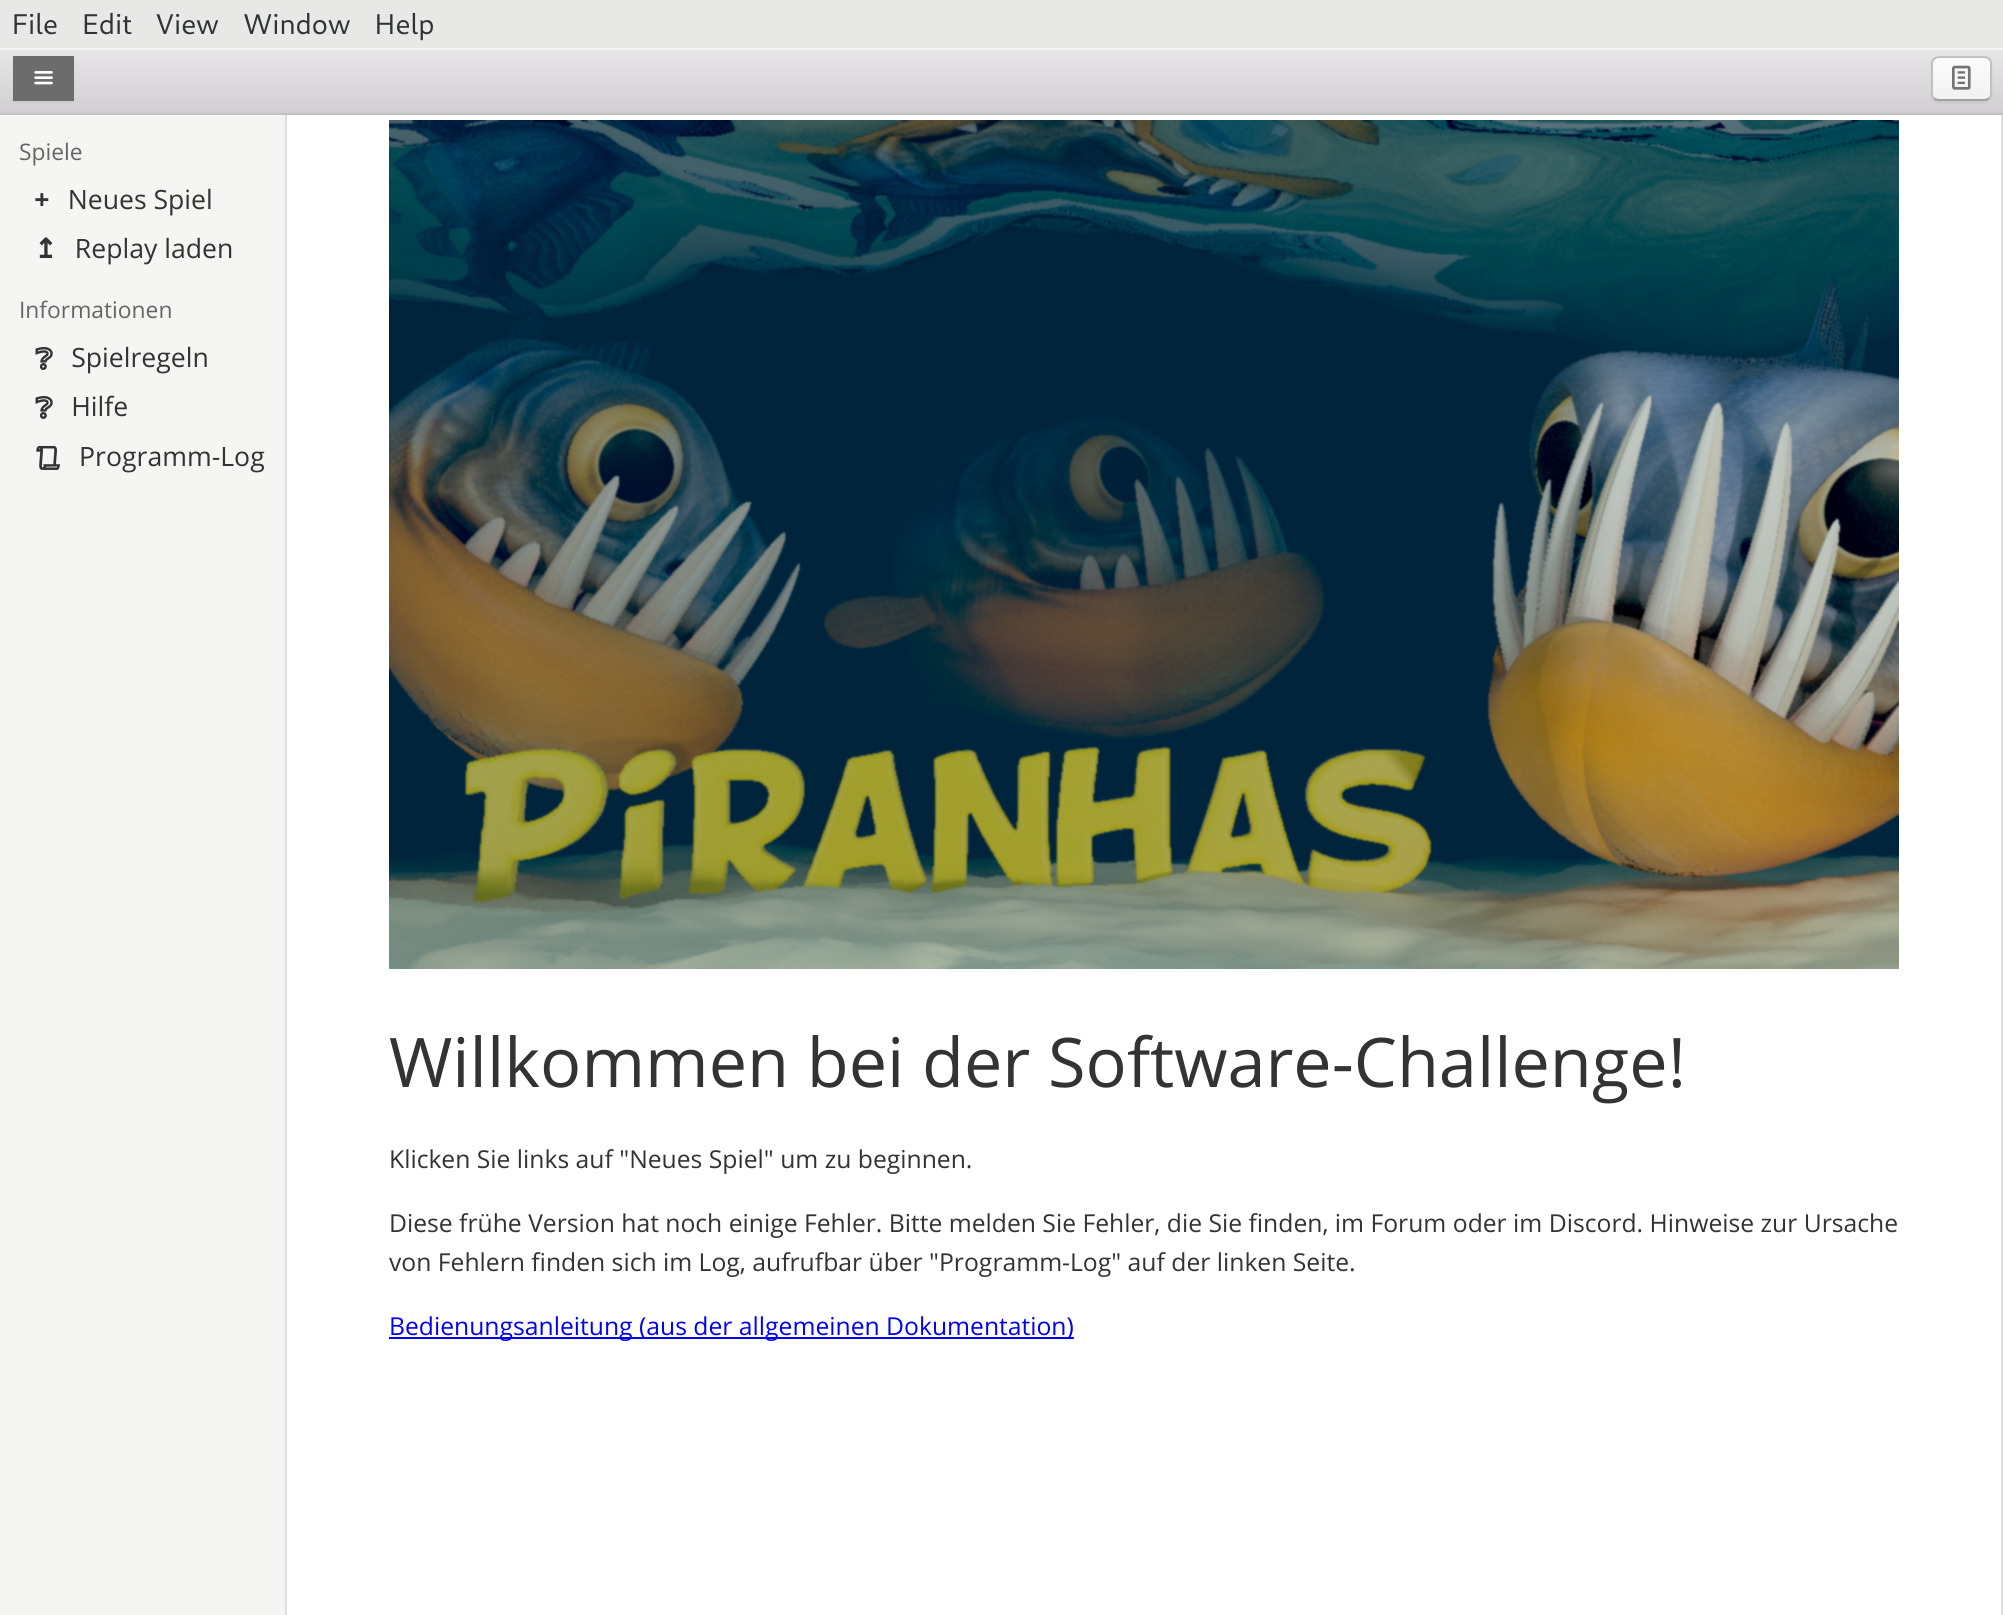 File Edit View Window Help
Spiele
Neues Spiel
Replay laden
Informationen
Spielregeln
Hilfe
Programm-Log
PiRANHAS
Willkommen bei der Software-Challenge!
Klicken Sie links auf "Neues Spiel" um zu beginnen.
Diese frühe Version hat noch einige Fehler. Bitte melden Sie Fehler, die Sie finden, im Forum oder im Discord. Hinweise zur Ursache
von Fehlern finden sich im Log, aufrufbar über "Programm-Log" auf der linken Seite.
Bedienungsanleitung (aus der allgemeinen Dokumentation)